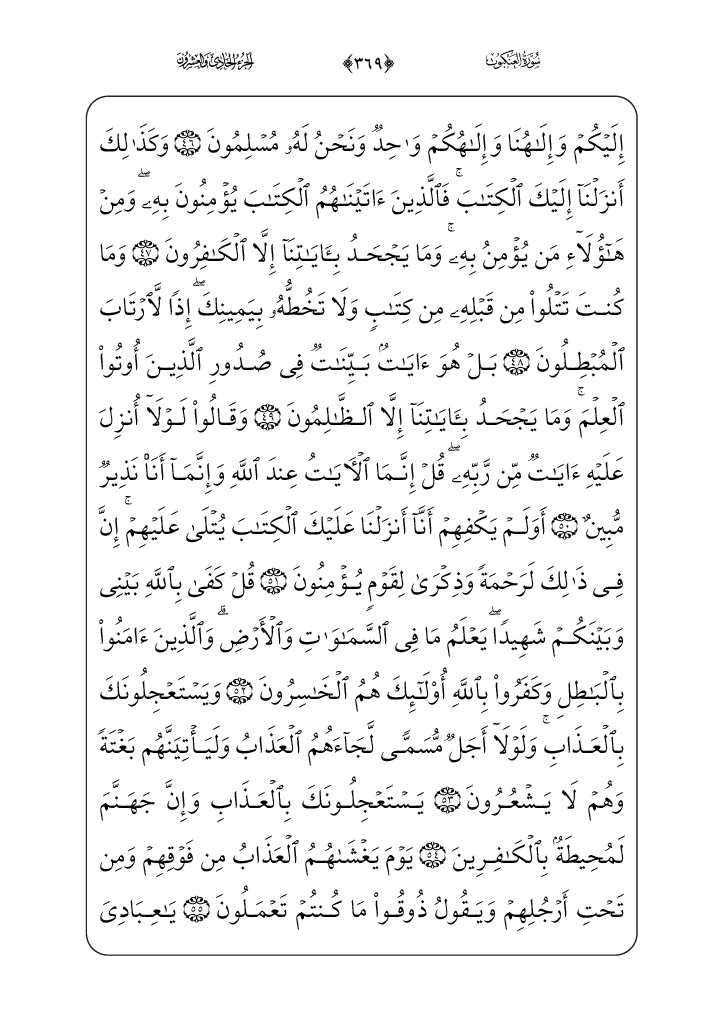 سُورَةُ العَنكَبُوت ﴿٣٦٩﴾ الجُزْءُ الحَادِي وَالعِشْرُونَ
إِلَيۡكُمۡ وَإِلَٰهُنَا وَإِلَٰهُكُمۡ وَٰحِدٞ وَنَحۡنُ لَهُۥ مُسۡلِمُونَ ٤٦ وَكَذَٰلِكَ
أَنزَلۡنَآ إِلَيۡكَ ٱلۡكِتَٰبَۚ فَٱلَّذِينَ ءَاتَيۡنَٰهُمُ ٱلۡكِتَٰبَ يُؤۡمِنُونَ بِهِۦۖ وَمِنۡ
هَٰٓؤُلَآءِ مَن يُؤۡمِنُ بِهِۦۚ وَمَا يَجۡحَدُ بِـَٔايَٰتِنَآ إِلَّا ٱلۡكَٰفِرُونَ ٤٧ وَمَا
كُنتَ تَتۡلُواْ مِن قَبۡلِهِۦ مِن كِتَٰبٖ وَلَا تَخُطُّهُۥ بِيَمِينِكَۖ إِذٗا لَّٱرۡتَابَ
ٱلۡمُبۡطِلُونَ ٤٨ بَلۡ هُوَ ءَايَٰتُۢ بَيِّنَٰتٞ فِي صُدُورِ ٱلَّذِينَ أُوتُواْ
ٱلۡعِلۡمَۚ وَمَا يَجۡحَدُ بِـَٔايَٰتِنَآ إِلَّا ٱلظَّٰلِمُونَ ٤٩ وَقَالُواْ لَوۡلَآ أُنزِلَ
عَلَيۡهِ ءَايَٰتٞ مِّن رَّبِّهِۦۖ قُلۡ إِنَّمَا ٱلۡأٓيَٰتُ عِندَ ٱللَّهِ وَإِنَّمَآ أَنَا۠ نَذِيرٞ
مُّبِينٌ ٥٠ أَوَلَمۡ يَكۡفِهِمۡ أَنَّآ أَنزَلۡنَا عَلَيۡكَ ٱلۡكِتَٰبَ يُتۡلَىٰ عَلَيۡهِمۡۚ إِنَّ
فِي ذَٰلِكَ لَرَحۡمَةٗ وَذِكۡرَىٰ لِقَوۡمٖ يُؤۡمِنُونَ ٥١ قُلۡ كَفَىٰ بِٱللَّهِ بَيۡنِي
وَبَيۡنَكُمۡ شَهِيدٗاۖ يَعۡلَمُ مَا فِي ٱلسَّمَٰوَٰتِ وَٱلۡأَرۡضِۗ وَٱلَّذِينَ ءَامَنُواْ
بِٱلۡبَٰطِلِ وَكَفَرُواْ بِٱللَّهِ أُوْلَٰٓئِكَ هُمُ ٱلۡخَٰسِرُونَ ٥٢ وَيَسۡتَعۡجِلُونَكَ
بِٱلۡعَذَابِۚ وَلَوۡلَآ أَجَلٞ مُّسَمّٗى لَّجَآءَهُمُ ٱلۡعَذَابُ وَلَيَأۡتِيَنَّهُم بَغۡتَةٗ
وَهُمۡ لَا يَشۡعُرُونَ ٥٣ يَسۡتَعۡجِلُونَكَ بِٱلۡعَذَابِ وَإِنَّ جَهَنَّمَ
لَمُحِيطَةُۢ بِٱلۡكَٰفِرِينَ ٥٤ يَوۡمَ يَغۡشَىٰهُمُ ٱلۡعَذَابُ مِن فَوۡقِهِمۡ وَمِن
تَحۡتِ أَرۡجُلِهِمۡ وَيَقُولُ ذُوقُواْ مَا كُنتُمۡ تَعۡمَلُونَ ٥٥ يَٰعِبَادِيَ